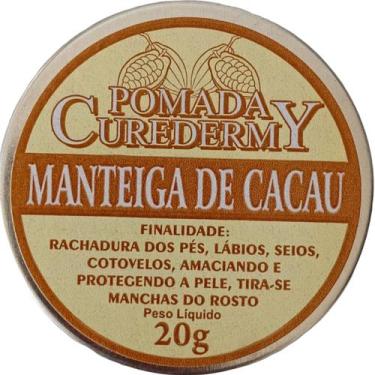 POMADA
CUREDERMY
MANTEIGA DE CACAU
FINALIDADE:
RACHADURA DOS PÉS, LÁBIOS, SEIOS,
COTOVELOS, AMACIANDO E
PROTEGENDO A PELE, TIRA-SE
MANCHAS DO ROSTO
Peso Líquido
20g